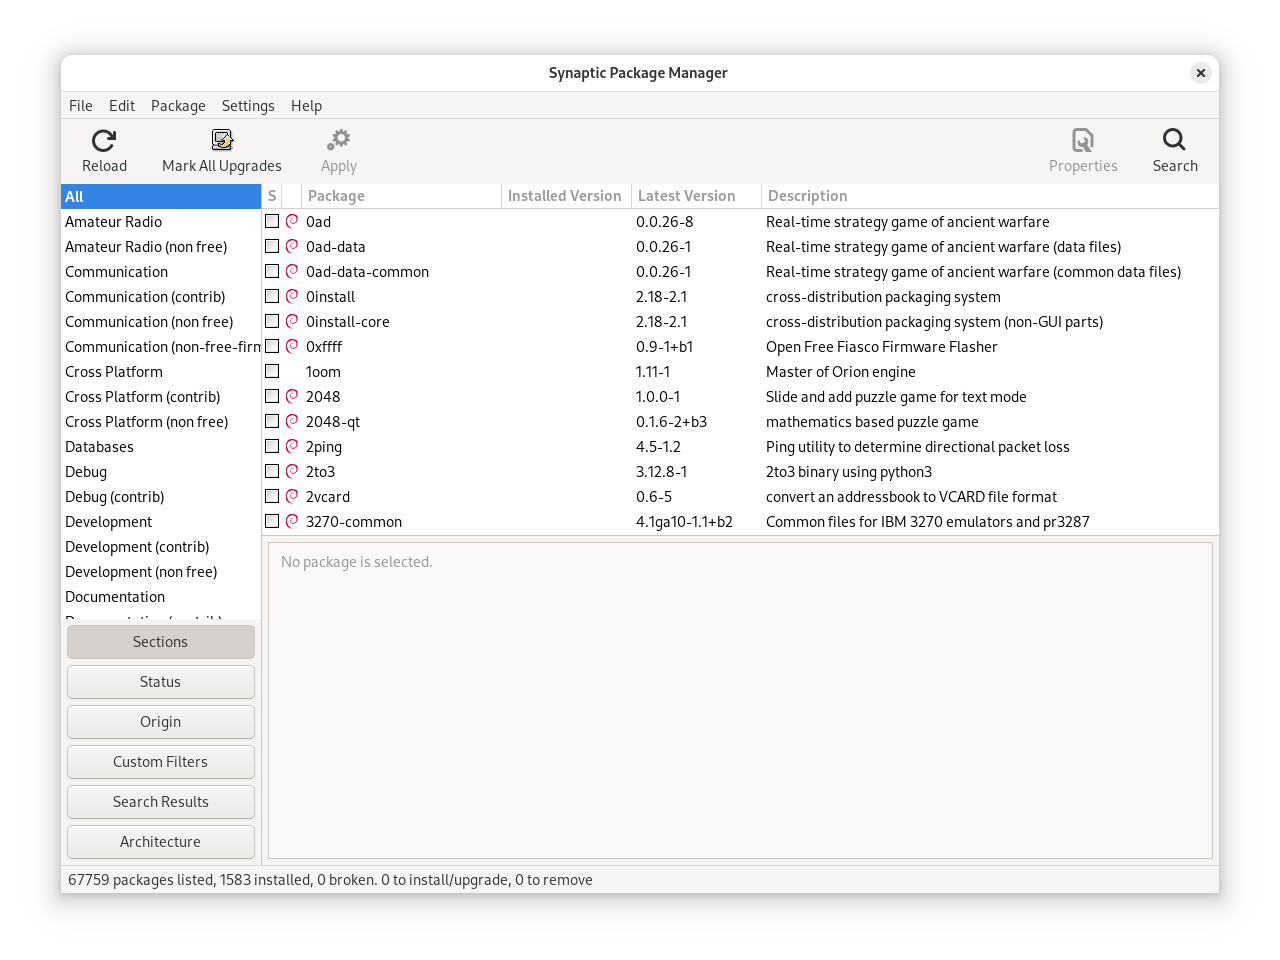 Synaptic Package Manager
File Edit Package Settings Help
Reload Mark All Upgrades Apply Properties Search
All
Amateur Radio
Amateur Radio (non free)
Communication
Communication (contrib)
Communication (non free)
Communication (non-free-firm
Cross Platform
Cross Platform (contrib)
Cross Platform (non free)
Databases
Debug
Debug (contrib)
Development
Development (contrib)
Development (non free)
Documentation
Sections
Status
Origin
Custom Filters
Search Results
Architecture
S Package Installed Version Latest Version Description
0ad 0.0.26-8 Real-time strategy game of ancient warfare
0ad-data 0.0.26-1 Real-time strategy game of ancient warfare (data files)
0ad-data-common 0.0.26-1 Real-time strategy game of ancient warfare (common data files)
0install 2.18-2.1 cross-distribution packaging system
0install-core 2.18-2.1 cross-distribution packaging system (non-GUI parts)
0xffff 0.9-1+b1 Open Free Fiasco Firmware Flasher
1oom 1.11-1 Master of Orion engine
2048 1.0.0-1 Slide and add puzzle game for text mode
2048-qt 0.1.6-2+b3 mathematics based puzzle game
2ping 4.5-1.2 Ping utility to determine directional packet loss
2to3 3.12.8-1 2to3 binary using python3
2vcard 0.6-5 convert an addressbook to VCARD file format
3270-common 4.1ga10-1.1+b2 Common files for IBM 3270 emulators and pr3287
No package is selected.
67759 packages listed, 1583 installed, 0 broken. 0 to install/upgrade, 0 to remove